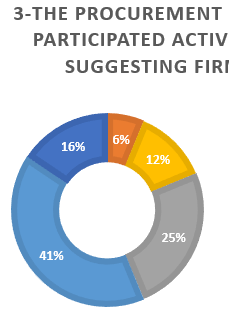 3-THE PROCUREMENT
PARTICIPATED ACTIV
SUGGESTING FIRM
16%
6%
12%
25%
41%